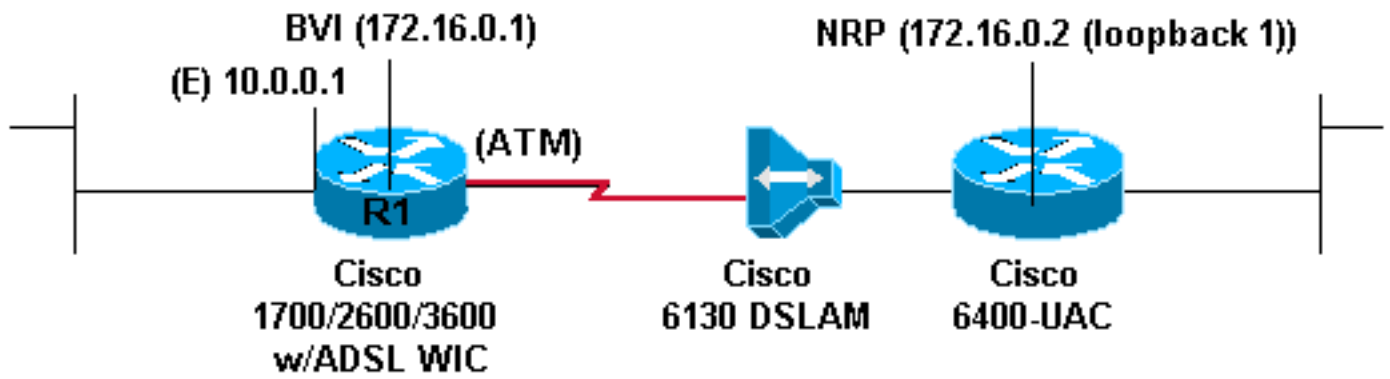 BVI (172.16.0.1)
NRP (172.16.0.2 (loopback 1))
(E) 10.0.0.1
(ATM)
R1
Cisco
1700/2600/3600
w/ADSL WIC
Cisco
6130 DSLAM
Cisco
6400-UAC